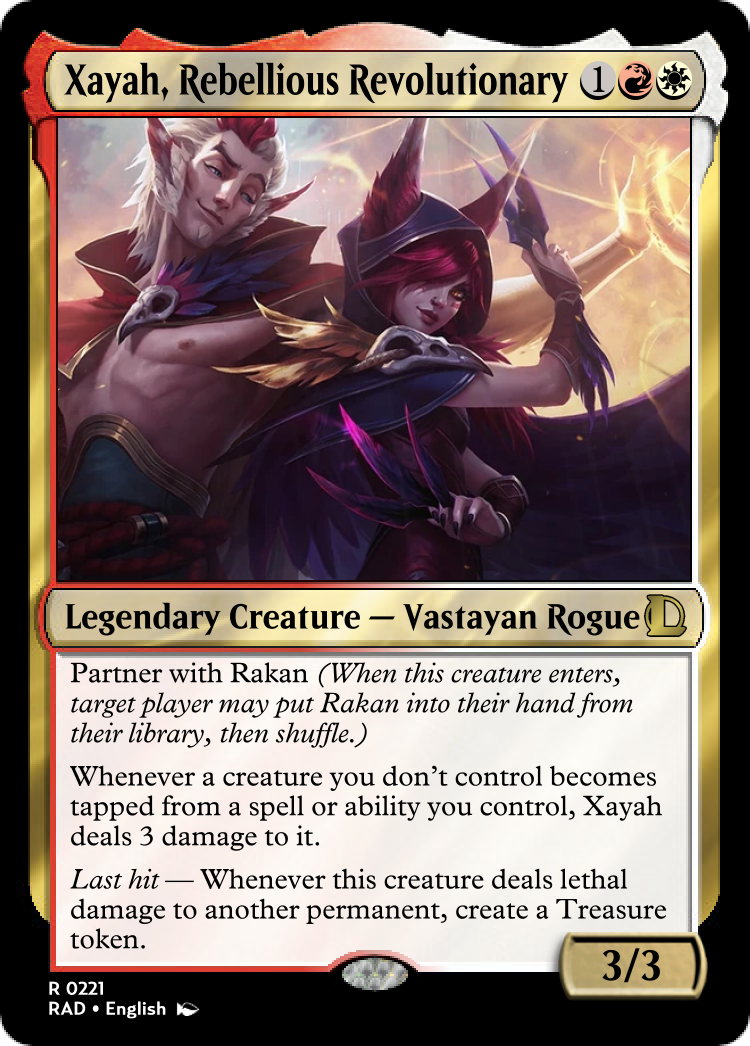 Xayah, Rebellious Revolutionary 1
Legendary Creature — Vastayan Rogue
Partner with Rakan (When this creature enters,
target player may put Rakan into their hand from
their library, then shuffle.)
Whenever a creature you don’t control becomes
tapped from a spell or ability you control, Xayah
deals 3 damage to it.
Last hit — Whenever this creature deals lethal
damage to another permanent, create a Treasure
token.
3/3
R 0221
RAD • English